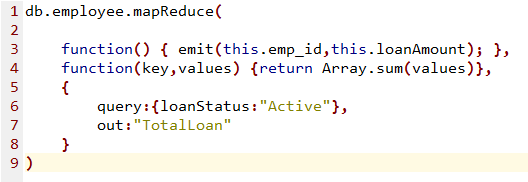 1 db.employee.mapReduce(
2
3 function() { emit(this.emp_id,this.loanAmount); },
4 function(key,values) {return Array.sum(values)},
5 {
6 query:{loanStatus:"Active"},
7 out:"TotalLoan"
8 }
9 )